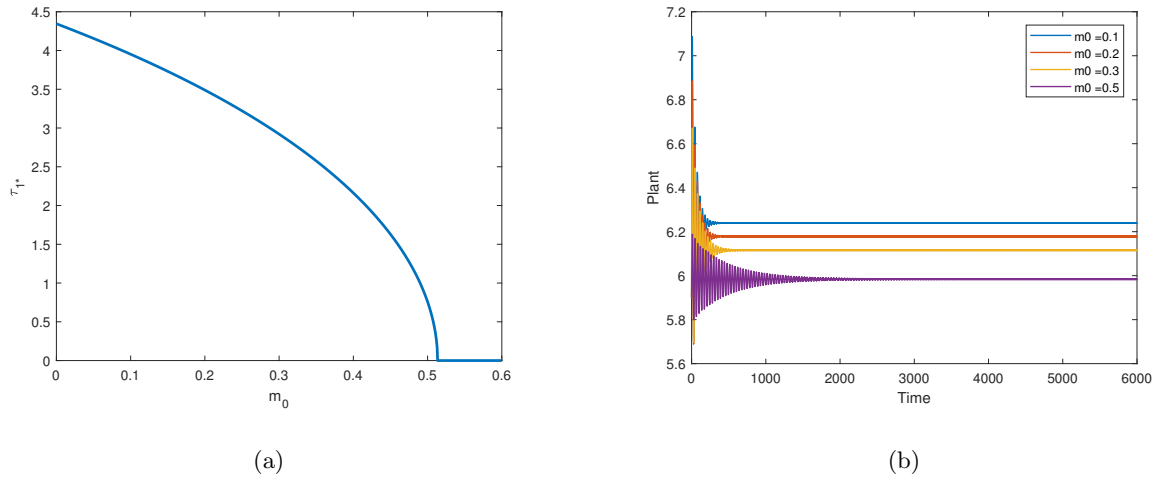 4.5
4
3.5
3
2.5
2
1.5
1
0.5
0
τ1*
0 0.1 0.2 0.3 0.4 0.5 0.6
m0
(a)
7.2
7
6.8
6.6
6.4
6.2
6
5.8
5.6
Plant
m0 =0.1
m0 =0.2
m0 =0.3
m0 =0.5
0 1000 2000 3000 4000 5000 6000
Time
(b)